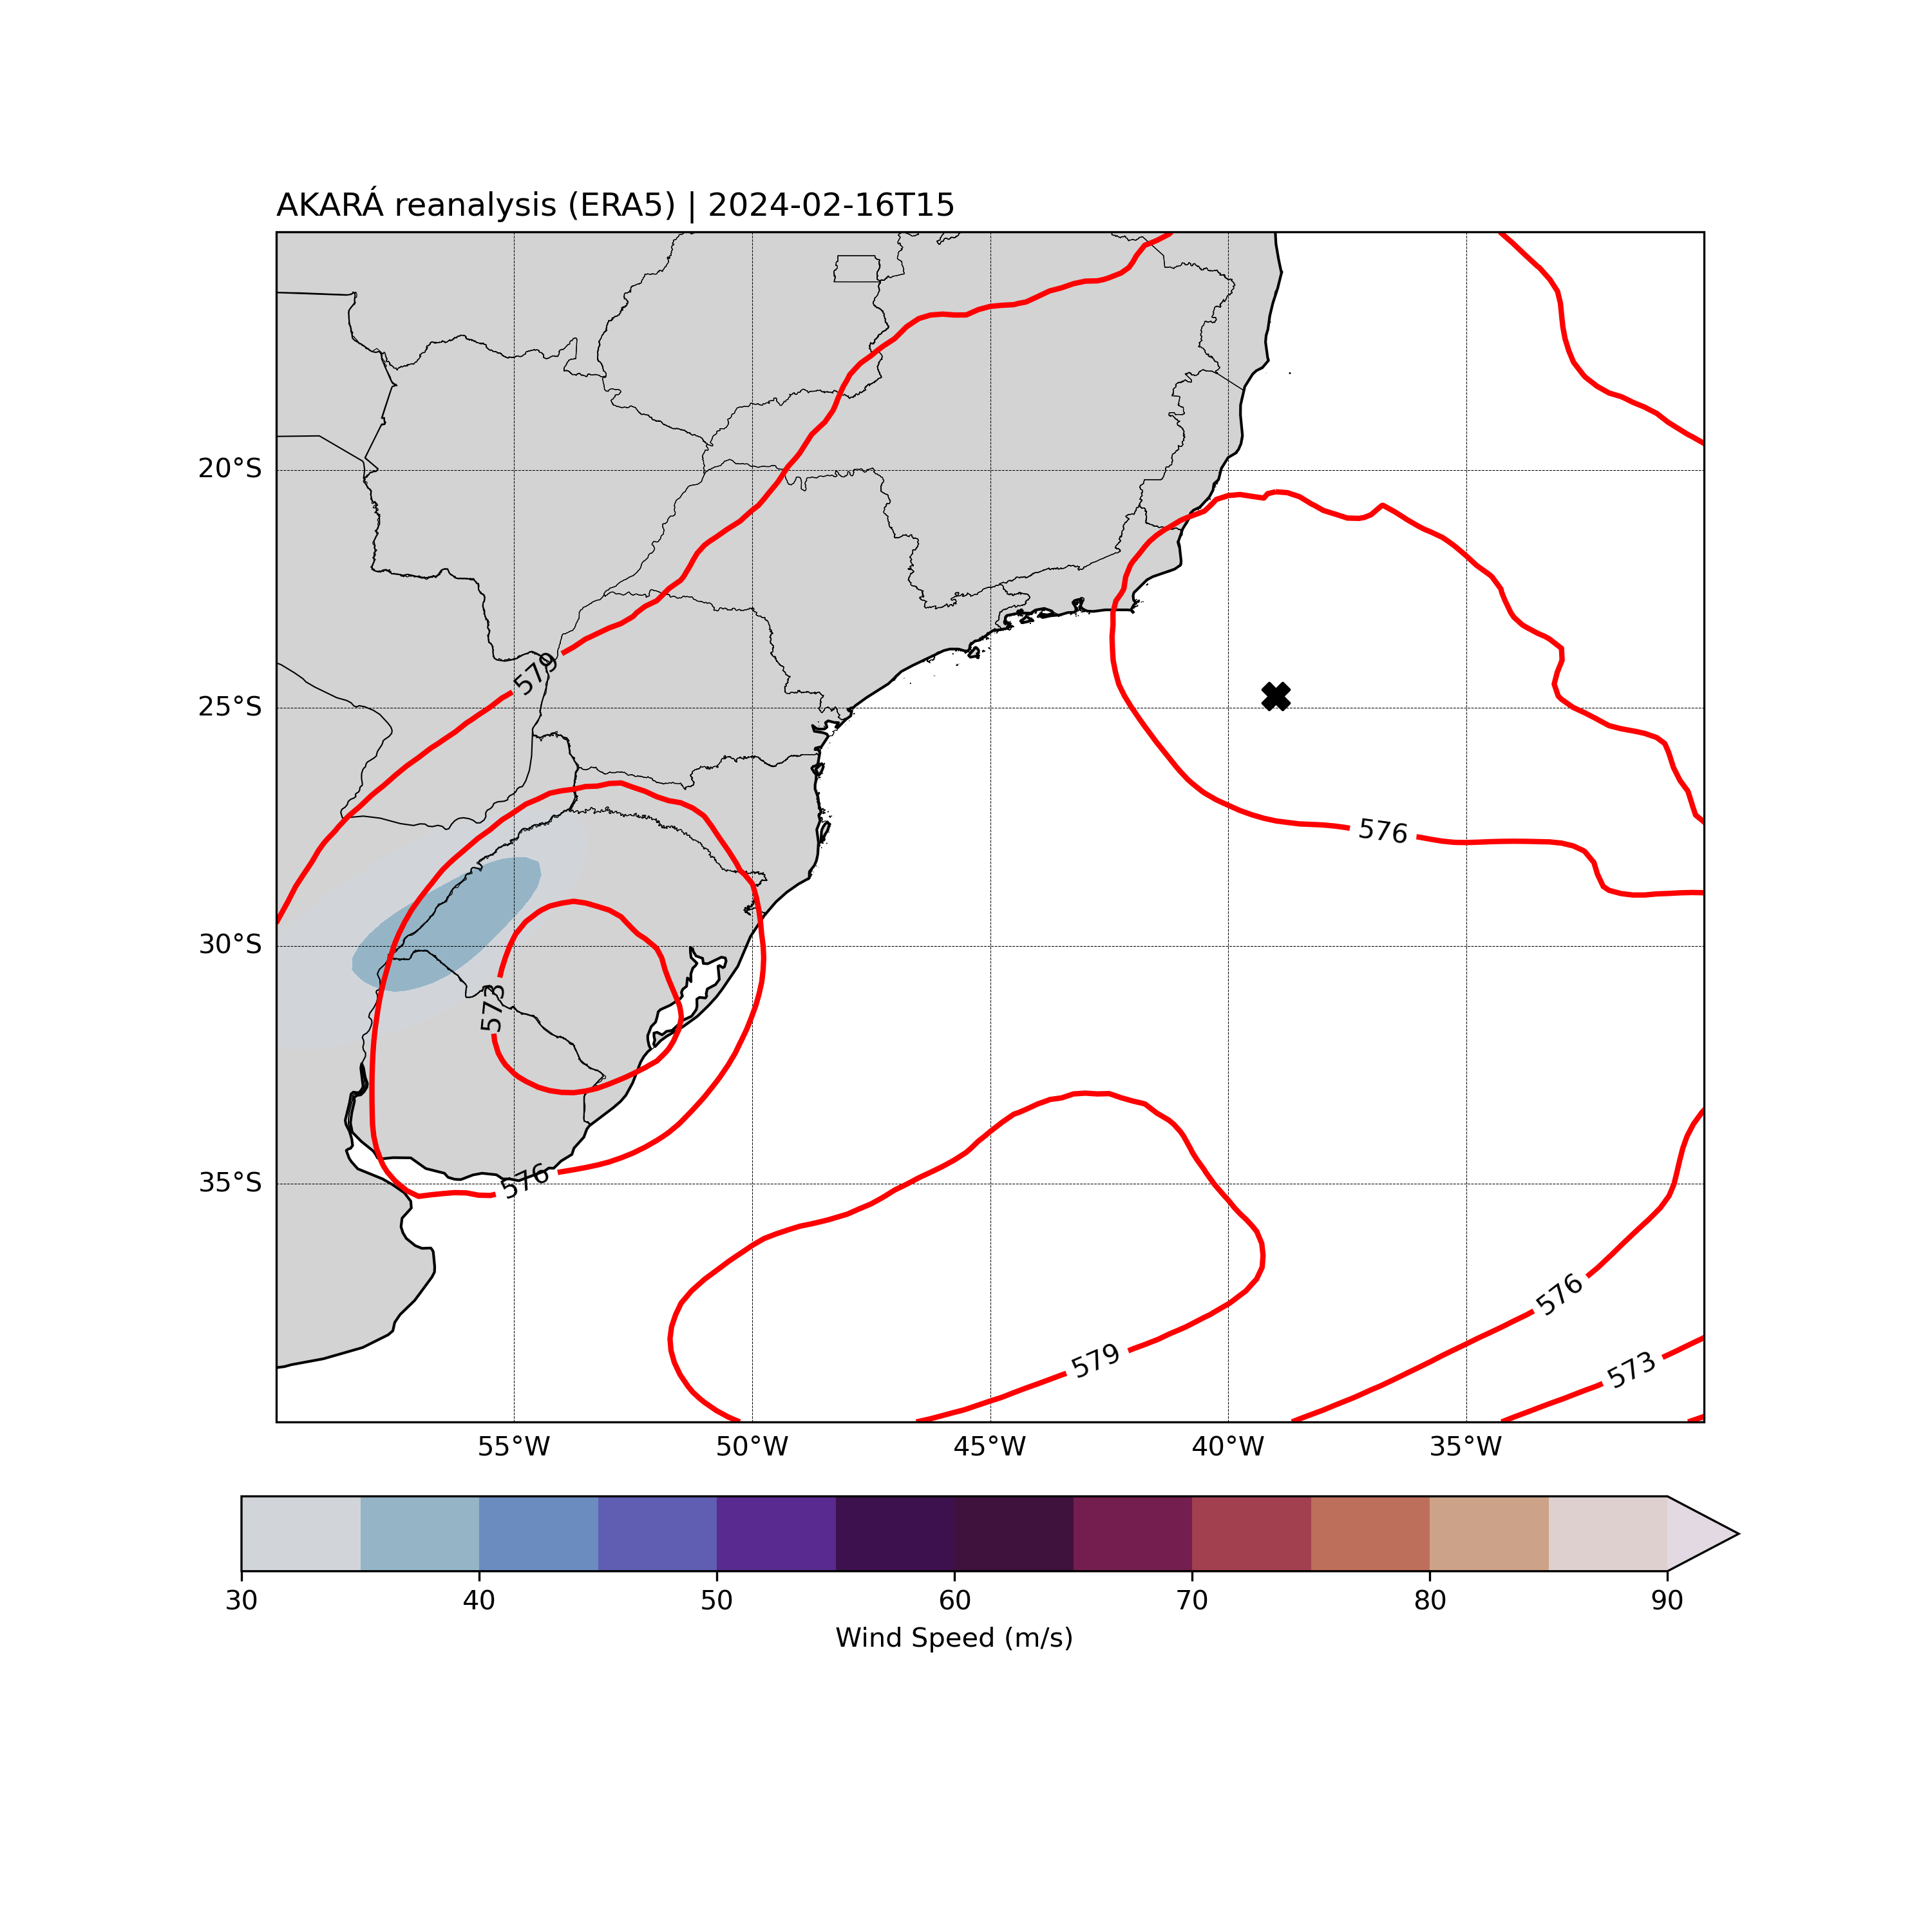 AKARÁ reanalysis (ERA5) | 2024-02-16T15
20°S
25°S
30°S
35°S
579
576
573
576
579
576
573
55°W
50°W
45°W
40°W
35°W
30
40
50
60
70
80
90
Wind Speed (m/s)